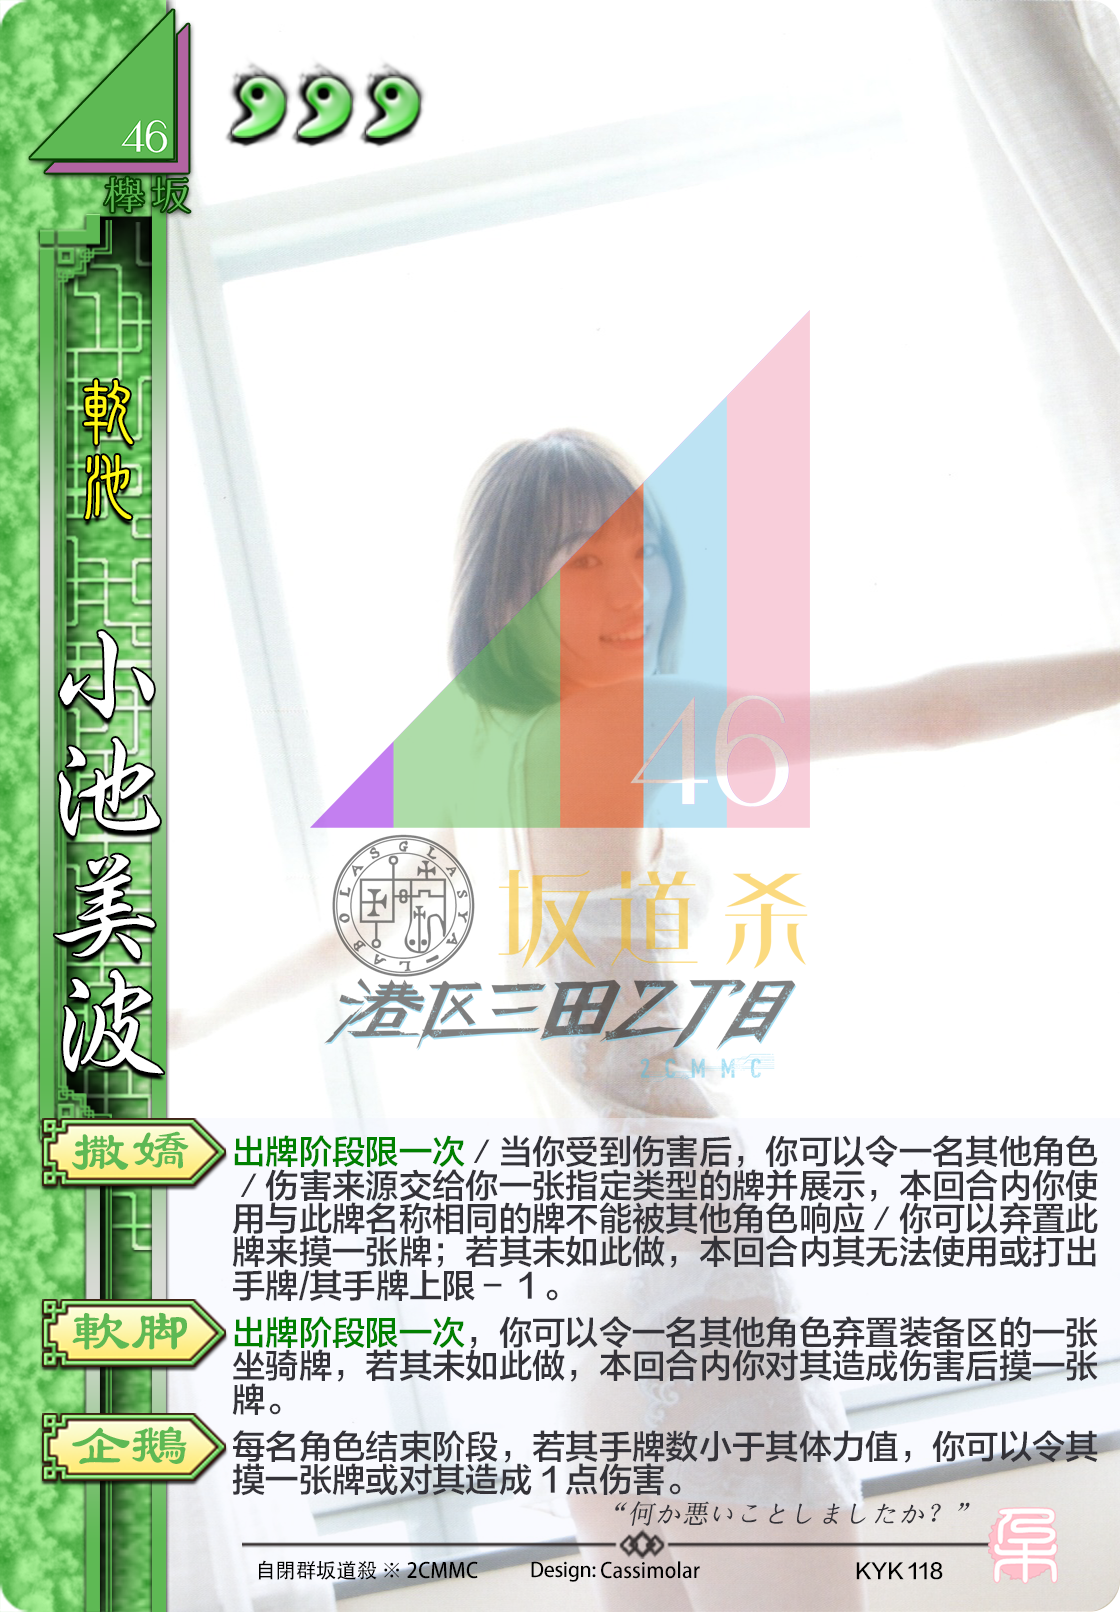 46
欅坂
軟池
小池美波
46
GLASYA-LABOLAS
坂道杀
港区三田2丁目
2CMMC
撒嬌
出牌阶段限一次／当你受到伤害后，你可以令一名其他角色
／伤害来源交给你一张指定类型的牌并展示，本回合内你使
用与此牌名称相同的牌不能被其他角色响应／你可以弃置此
牌来摸一张牌；若其未如此做，本回合内其无法使用或打出
手牌/其手牌上限－1。
軟脚
出牌阶段限一次，你可以令一名其他角色弃置装备区的一张
坐骑牌，若其未如此做，本回合内你对其造成伤害后摸一张
牌。
企鵝
每名角色结束阶段，若其手牌数小于其体力值，你可以令其
摸一张牌或对其造成1点伤害。
“何か悪いことしましたか？”
自閉群坂道殺 ※ 2CMMC
Design: Cassimolar
KYK 118